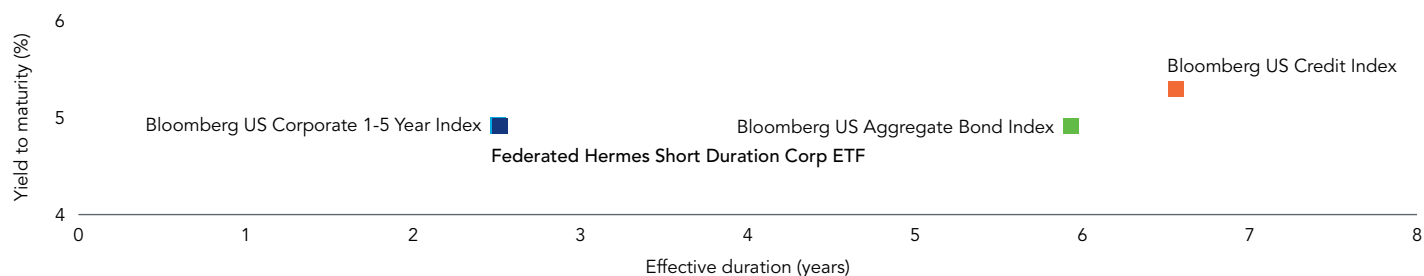 6
Yield to maturity (%)
Bloomberg US Credit Index
5
Bloomberg US Corporate 1-5 Year Index
Bloomberg US Aggregate Bond Index
Federated Hermes Short Duration Corp ETF
4
0 1 2 3 4 5 6 7 8
Effective duration (years)